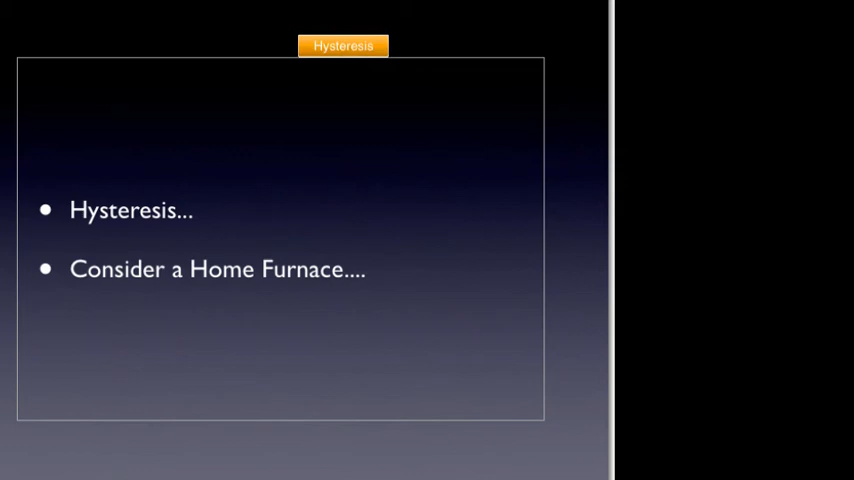 Hysteresis
• Hysteresis...
• Consider a Home Furnace....